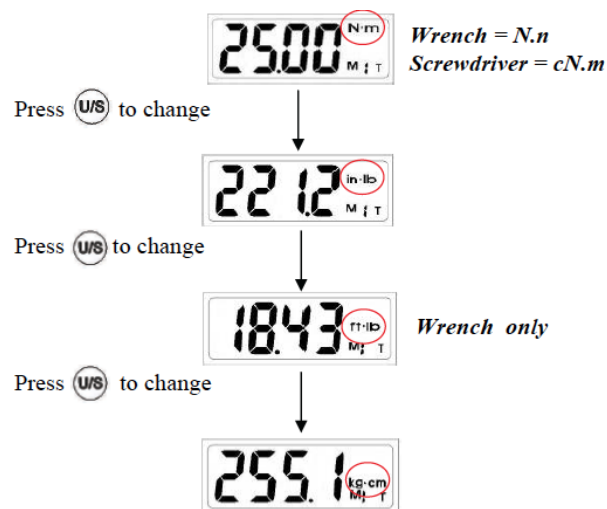 N·m
25.00
M T
Wrench = N.n
Screwdriver = cN.m
Press U/S to change
in·lb
221.2
M T
Press U/S to change
18.43
ft·lb
M T
Wrench only
Press U/S to change
255.1
kg·cm
M T